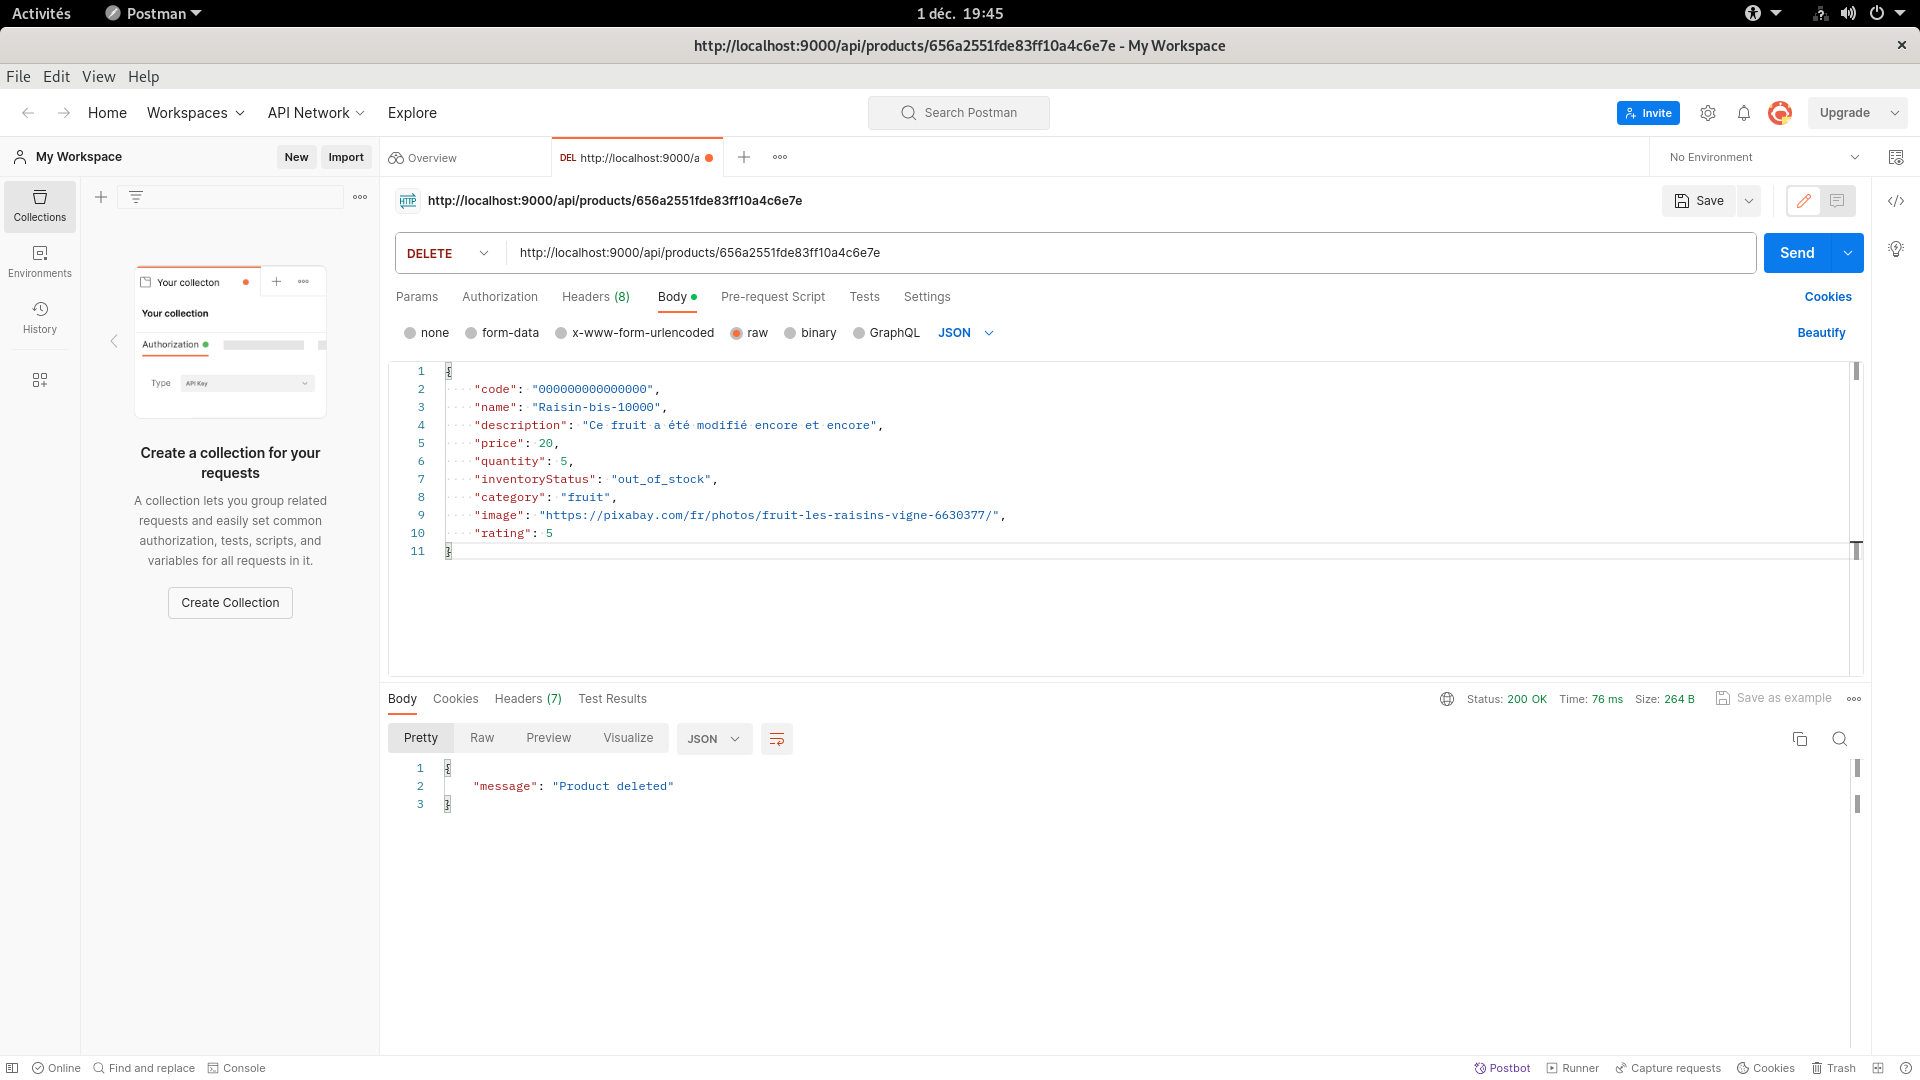 Activités
Postman
1 déc. 19:45
http://localhost:9000/api/products/656a2551fde83ff10a4c6e7e - My Workspace
File Edit View Help
Home Workspaces API Network Explore
Search Postman
Invite
Upgrade
My Workspace
New Import
Overview
DEL http://localhost:9000/a
No Environment
Collections
Environments
History
Your collecton
Your collection
Authorization
Type API Key
Create a collection for your
requests
A collection lets you group related
requests and easily set common
authorization, tests, scripts, and
variables for all requests in it.
Create Collection
HTTP http://localhost:9000/api/products/656a2551fde83ff10a4c6e7e
Save
DELETE http://localhost:9000/api/products/656a2551fde83ff10a4c6e7e
Send
Params Authorization Headers (8) Body Pre-request Script Tests Settings
Cookies
none form-data x-www-form-urlencoded raw binary GraphQL JSON
Beautify
1 {
2 "code": "000000000000000",
3 "name": "Raisin-bis-10000",
4 "description": "Ce fruit a été modifié encore et encore",
5 "price": 20,
6 "quantity": 5,
7 "inventoryStatus": "out_of_stock",
8 "category": "fruit",
9 "image": "https://pixabay.com/fr/photos/fruit-les-raisins-vigne-6630377/",
10 "rating": 5
11 }
Body Cookies Headers (7) Test Results
Status: 200 OK Time: 76 ms Size: 264 B
Save as example
Pretty Raw Preview Visualize JSON
1 {
2 "message": "Product deleted"
3 }
Online Find and replace Console
Postbot Runner Capture requests Cookies Trash